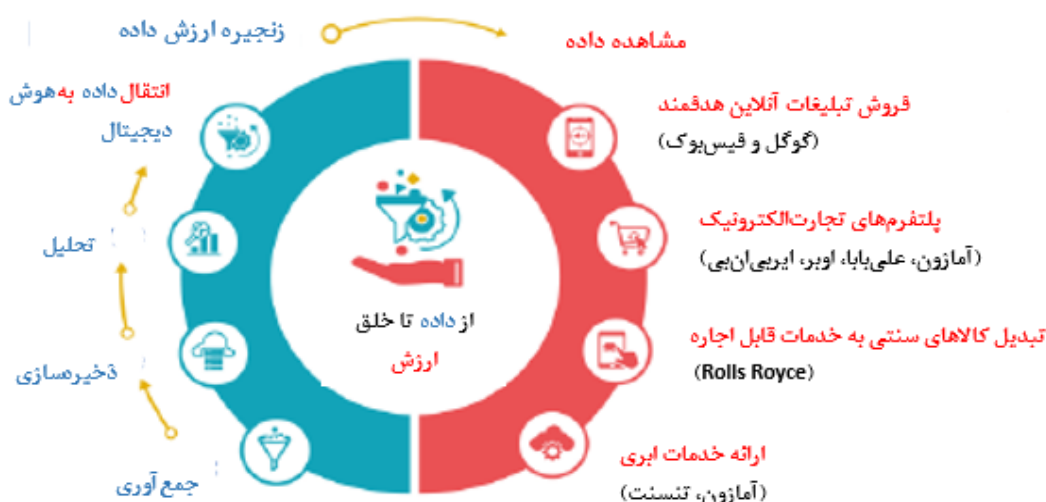 زنجیره ارزش داده
مشاهده داده
انتقال داده به هوش
دیجیتال
تحلیل
ذخیره‌سازی
جمع آوری
از داده تا خلق
ارزش
فروش تبلیغات آنلاین هدفمند
(گوگل و فیس‌بوک)
پلتفرم‌های تجارت‌الکترونیک
(آمازون، علی‌بابا، اوبر، ایربی‌ان‌بی)
تبدیل کالاهای سنتی به خدمات قابل اجاره
(Rolls Royce)
ارائه خدمات ابری
(آمازون، تنسنت)